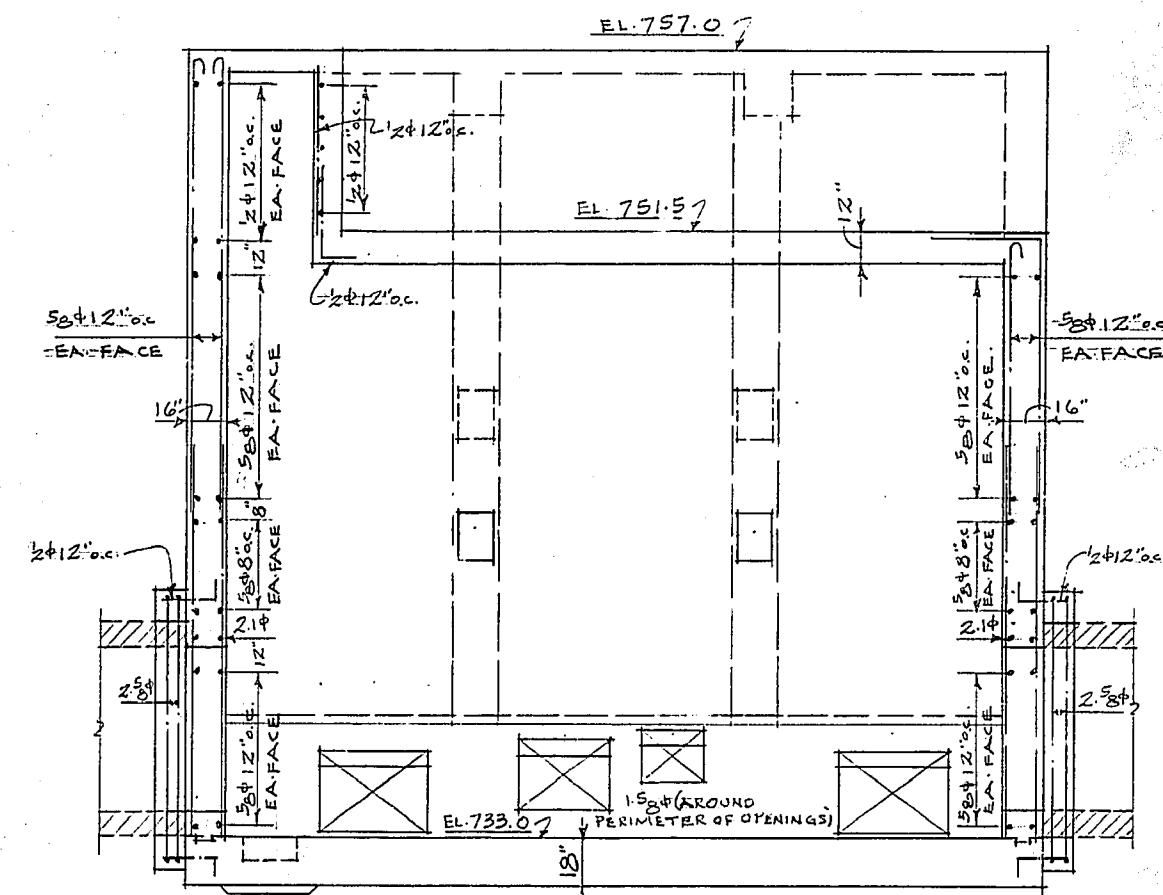 EL. 757.0
1/2ϕ12" o.c.
EA. FACE
1/2ϕ12" o.c.
1/2ϕ12" o.c.
EL. 751.5
12"
12"
1/2ϕ12" o.c.
5/8ϕ12" o.c.
EA. FACE
5/8ϕ12" o.c.
EA. FACE
5/8ϕ12" o.c.
EA. FACE
5/8ϕ12" o.c.
EA. FACE
16"
16"
8"
1/2ϕ12" o.c.
5/8ϕ8" o.c.
EA. FACE
5/8ϕ8" o.c.
EA. FACE
1/2ϕ12" o.c.
2.1ϕ
2.1ϕ
12"
2.5/8ϕ
2.5/8ϕ
5/8ϕ12" o.c.
EA. FACE
5/8ϕ12" o.c.
EA. FACE
1.5/8ϕ (AROUND
PERIMETER OF OPENINGS)
EL. 733.0
18"